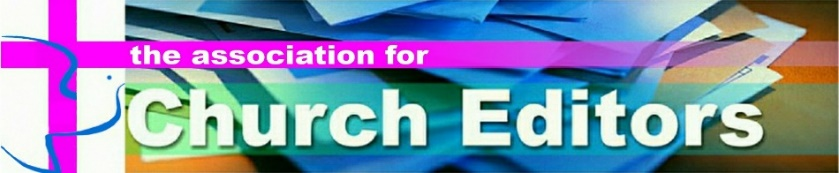 the association for
Church Editors